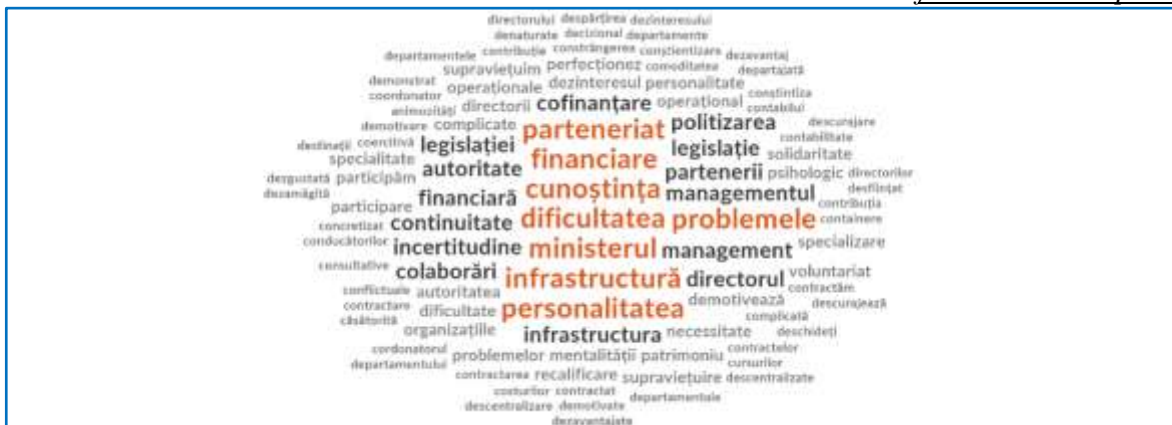 directorului despărțirea dezinteresului
denaturate decizional departamente
departamentele contribuție constrângerea conștientizare dezavantaj
supraviețuim perfecționez comoditatea departajată
demonstrat operaționale dezinteresul personalitate
coordonator animozități directorii cofinanțare operațional conștintiza contabilul
demotivare complicate parteneriat politizarea descurajare
destinații coercitivă legislației financiare legislație contabilitate solidaritate
specialitate autoritate partenerii psihologic directorilor
dezgustată participăm cunoștința managementul desființat
dezamăgită financiară contribuția
participare dificultatea problemele containere
concretizat continuitate
conducătorilor incertitudine ministerul management specializare
consultative colaborări infrastructură directorul voluntariat
conflictuale autoritatea contractăm
contractare dificultate personalitatea demotivează descurajează
căsătorită complicată
organizațiile infrastructura necesitate deschideți
cordonatorul problemelor mentalității patrimoniu contractelor
departamentului cursurilor
contractarea recalificare supraviețuire descentralizate
costurilor contractat departamentale
descentralizare demotivate
dezavantajate